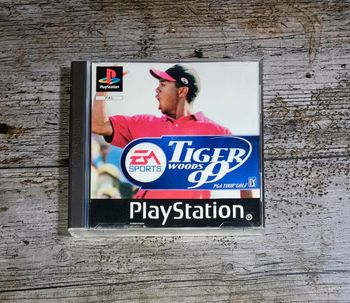 PlayStation
PAL
EA
SPORTS
TIGER
WOODS
99
PGA TOUR GOLF
PlayStation®